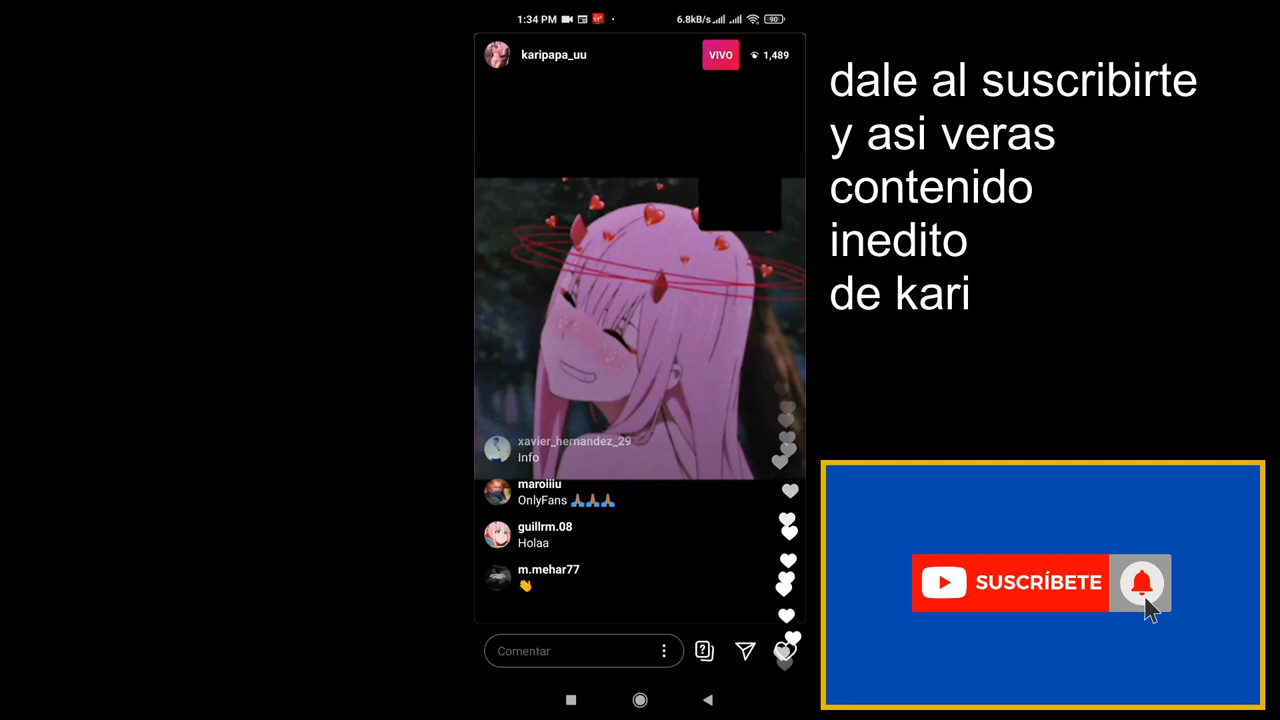 1:34 PM
6.8kB/s
90
karipapa_uu
VIVO
1,489
dale al suscribirte
y asi veras
contenido
inedito
de kari
xavier_hernandez_29
Info
maroiiiu
OnlyFans 🙏🏽🙏🏽🙏🏽
guillrm.08
Holaa
m.mehar77
👏
Comentar
SUSCRÍBETE